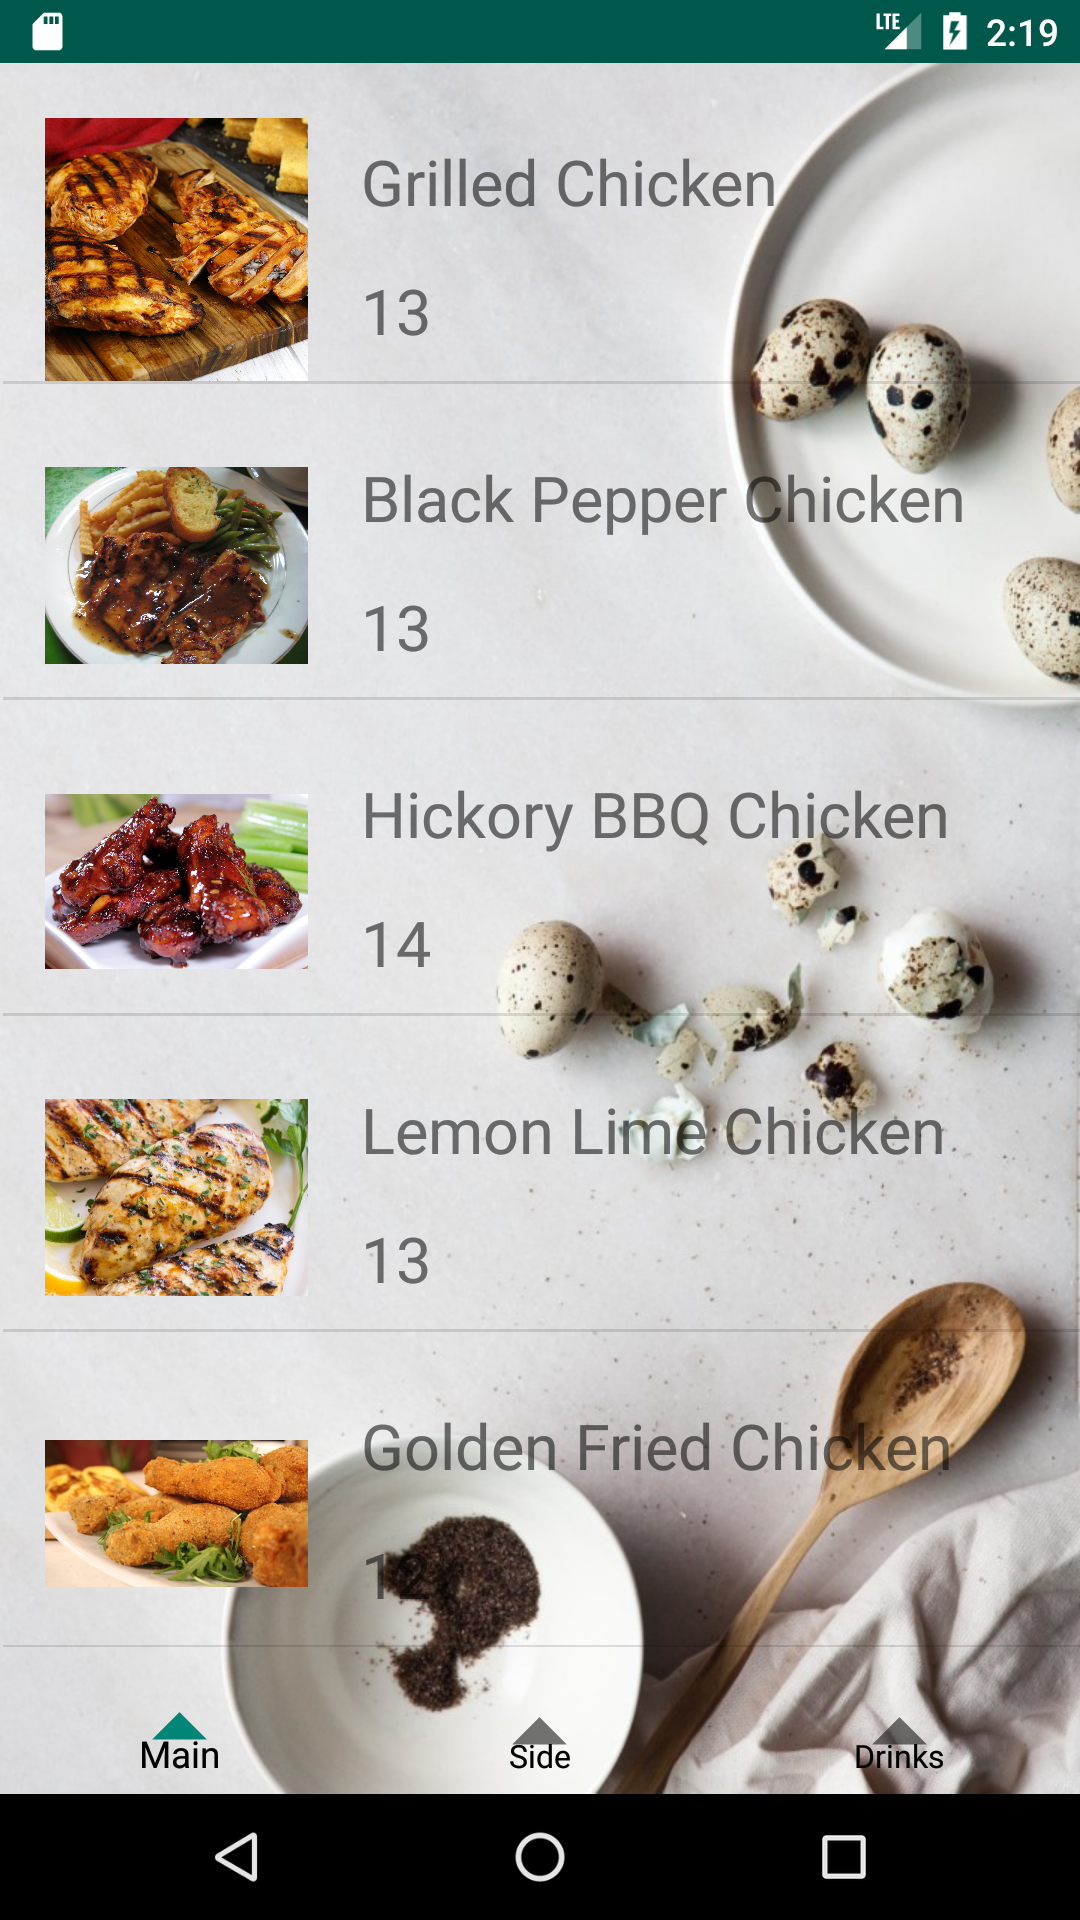 LTE 2:19
Grilled Chicken
13
Black Pepper Chicken
13
Hickory BBQ Chicken
14
Lemon Lime Chicken
13
Golden Fried Chicken
12
Main Side Drinks